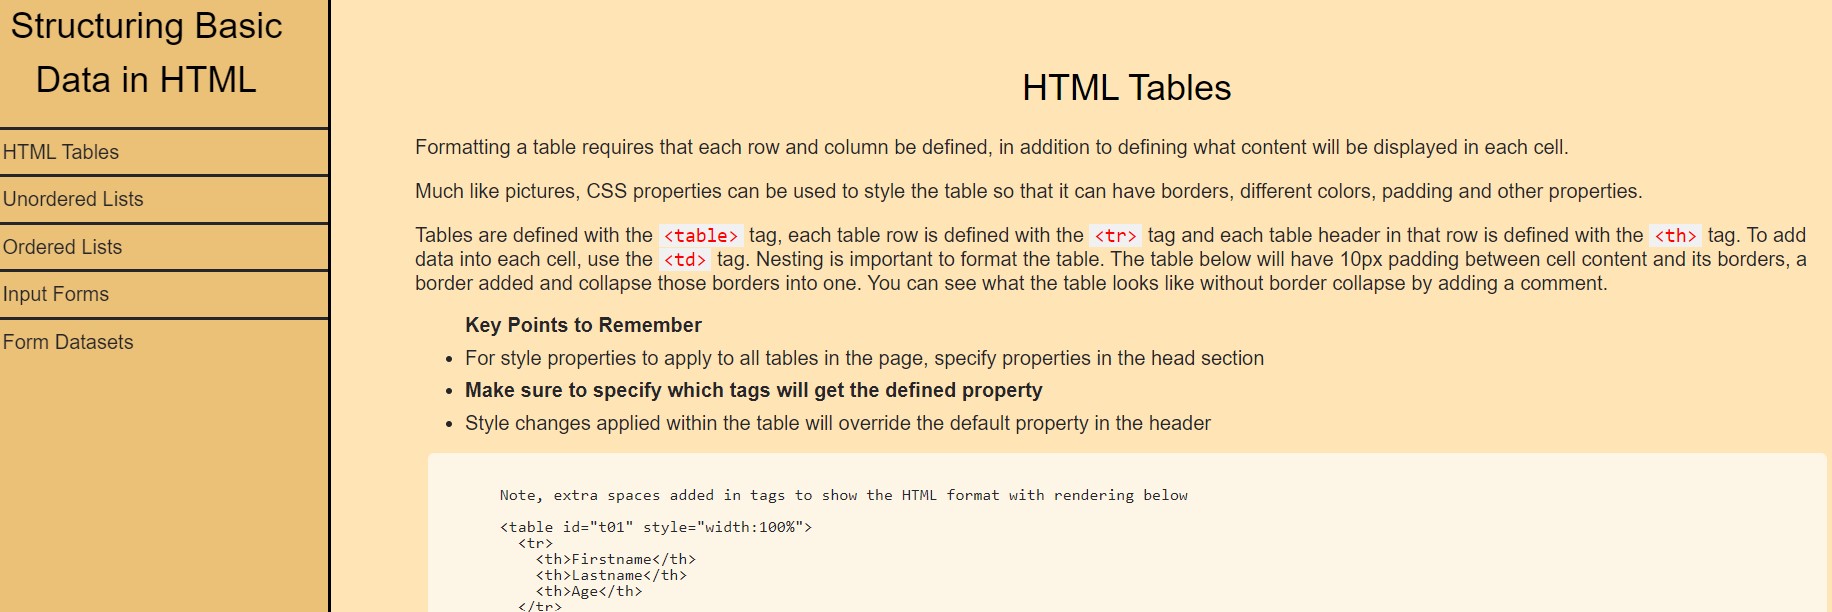 Structuring Basic
Data in HTML
HTML Tables
Unordered Lists
Ordered Lists
Input Forms
Form Datasets
HTML Tables
Formatting a table requires that each row and column be defined, in addition to defining what content will be displayed in each cell.
Much like pictures, CSS properties can be used to style the table so that it can have borders, different colors, padding and other properties.
Tables are defined with the <table> tag, each table row is defined with the <tr> tag and each table header in that row is defined with the <th> tag. To add
data into each cell, use the <td> tag. Nesting is important to format the table. The table below will have 10px padding between cell content and its borders, a
border added and collapse those borders into one. You can see what the table looks like without border collapse by adding a comment.
Key Points to Remember
• For style properties to apply to all tables in the page, specify properties in the head section
• Make sure to specify which tags will get the defined property
• Style changes applied within the table will override the default property in the header
Note, extra spaces added in tags to show the HTML format with rendering below
<table id="t01" style="width:100%">
<tr>
<th>Firstname</th>
<th>Lastname</th>
<th>Age</th>
</tr>